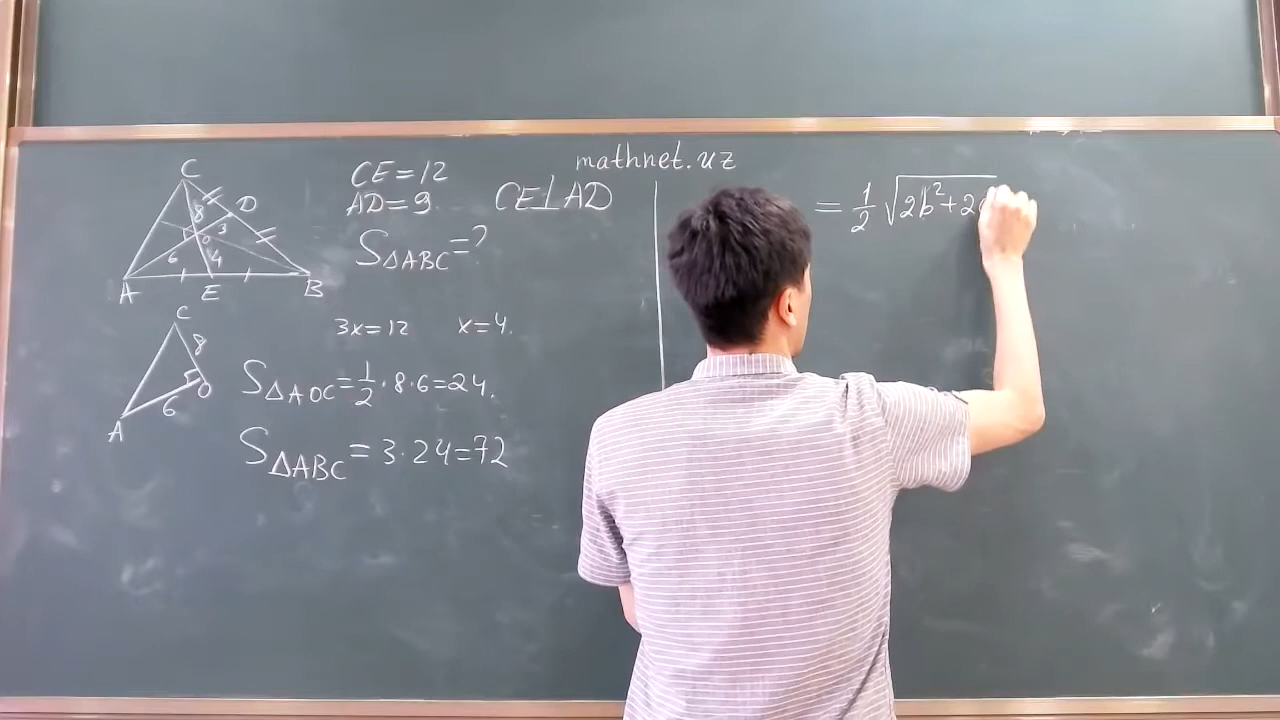 mathnet.uz
C
D
8
3
O
6
4
A
E
B
CE=12
AD=9
CE⊥AD
S△ABC=?
3x=12 x=4.
C
8
O
6
A
S△AOC=1/2·8·6=24.
S△ABC=3·24=72
=1/2√2b²+2